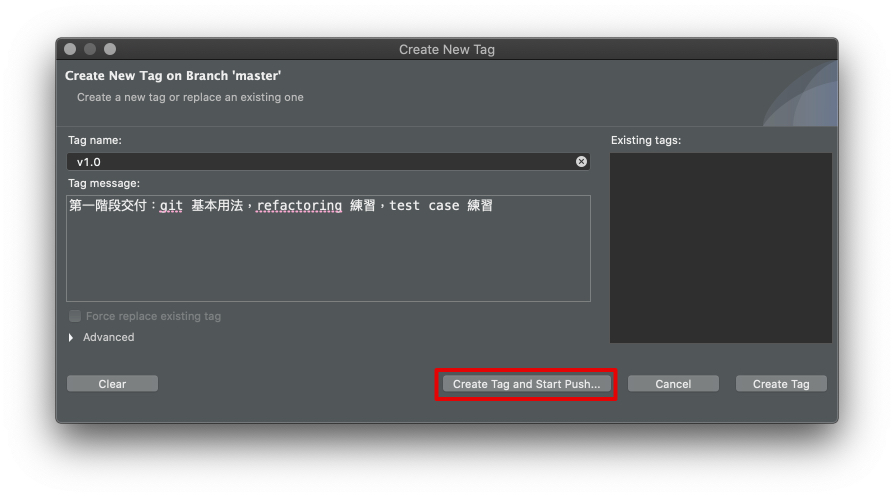 Create New Tag
Create New Tag on Branch 'master'
Create a new tag or replace an existing one
Tag name:
Existing tags:
v1.0
Tag message:
第一階段交付：git 基本用法，refactoring 練習，test case 練習
Force replace existing tag
Advanced
Clear
Create Tag and Start Push...
Cancel
Create Tag